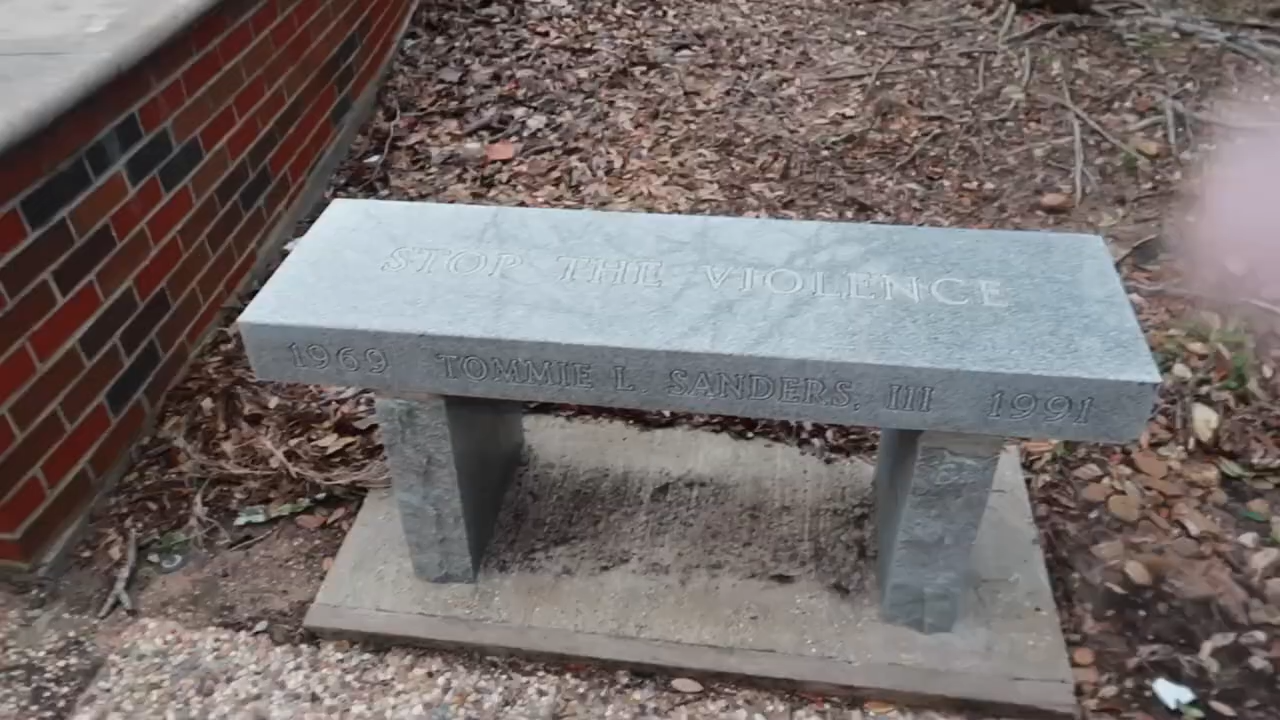 STOP THE VIOLENCE
1969 TOMMIE L. SANDERS, III 1991